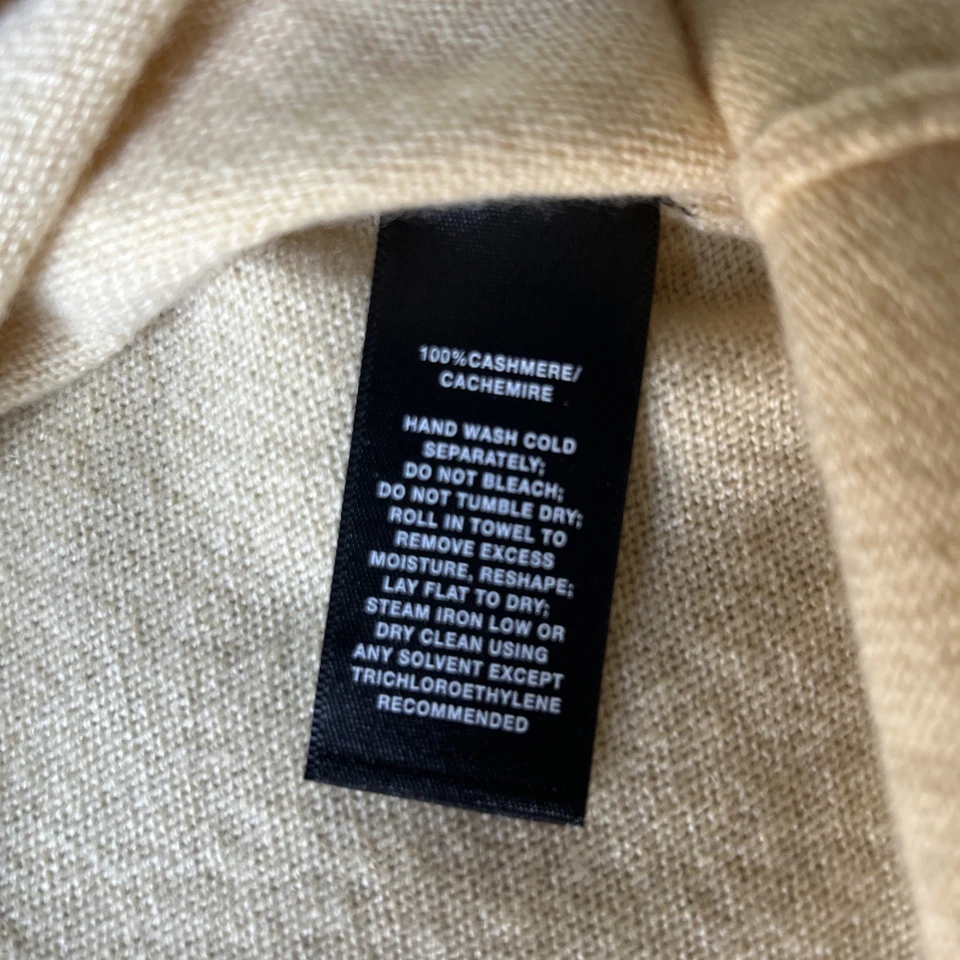 100%CASHMERE/
CACHEMIRE
HAND WASH COLD
SEPARATELY;
DO NOT BLEACH;
DO NOT TUMBLE DRY;
ROLL IN TOWEL TO
REMOVE EXCESS
MOISTURE, RESHAPE;
LAY FLAT TO DRY;
STEAM IRON LOW OR
DRY CLEAN USING
ANY SOLVENT EXCEPT
TRICHLOROETHYLENE
RECOMMENDED